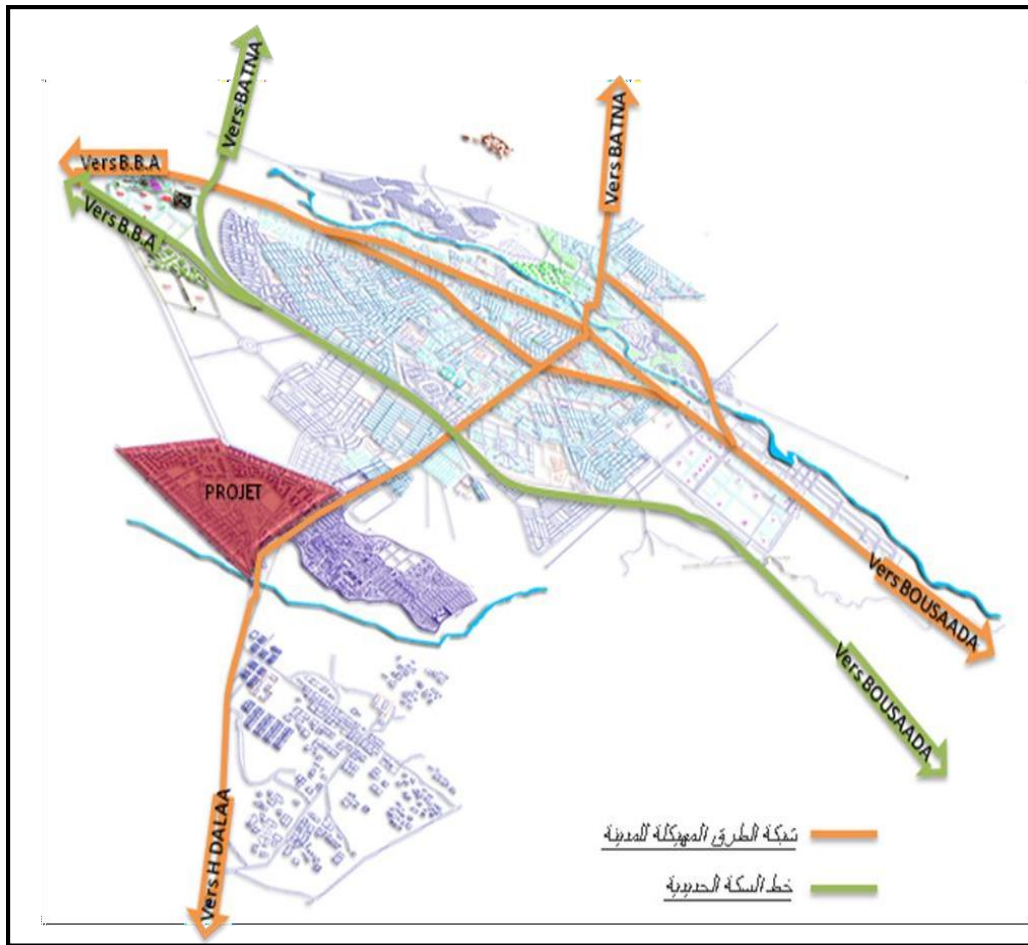 Vers BATNA
Vers BATNA
Vers B.B.A
Vers B.B.A
PROJET
Vers BOUSAADA
Vers BOUSAADA
Vers H DALAA
شبكة الطرق المهيكلة للمدينة
خط السكة الحديدية